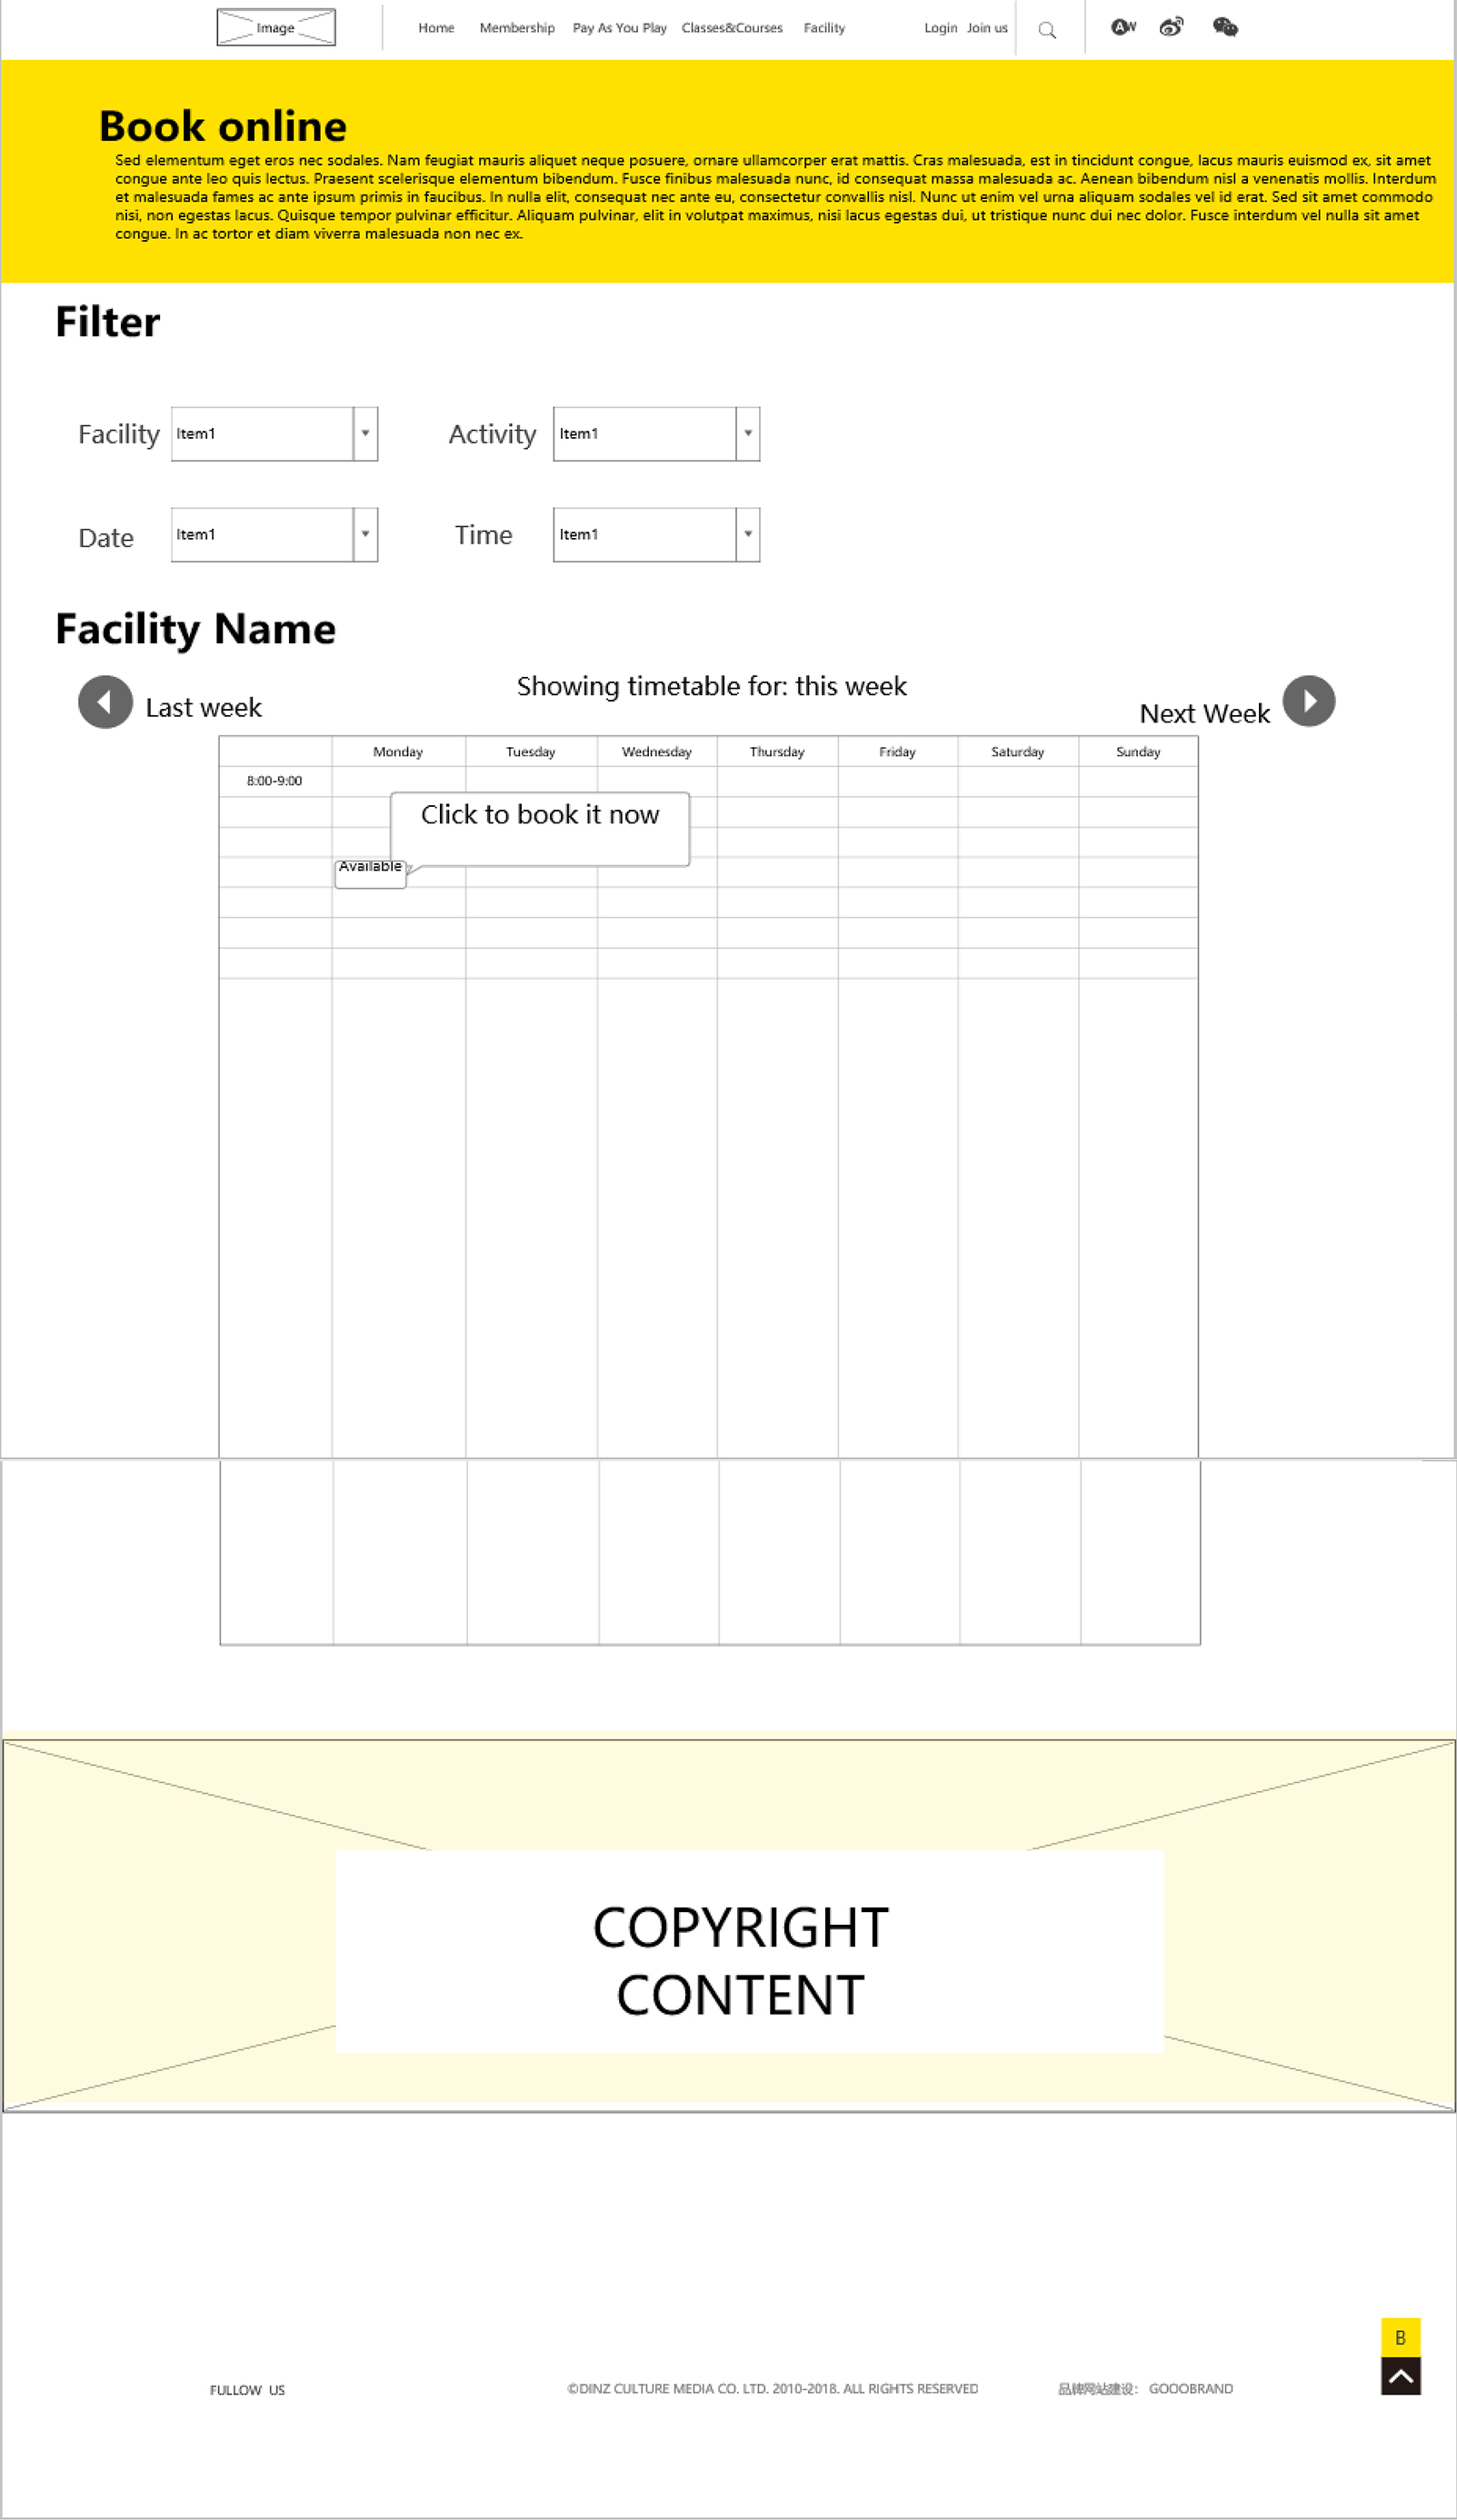 Image
Home Membership Pay As You Play Classes&Courses Facility Login Join us
Book online
Sed elementum eget eros nec sodales. Nam feugiat mauris aliquet neque posuere, ornare ullamcorper erat mattis. Cras malesuada, est in tincidunt congue, lacus mauris euismod ex, sit amet
congue ante leo quis lectus. Praesent scelerisque elementum bibendum. Fusce finibus malesuada nunc, id consequat massa malesuada ac. Aenean bibendum nisl a venenatis mollis. Interdum
et malesuada fames ac ante ipsum primis in faucibus. In nulla elit, consequat nec ante eu, consectetur convallis nisl. Nunc ut enim vel urna aliquam sodales vel id erat. Sed sit amet commodo
nisi, non egestas lacus. Quisque tempor pulvinar efficitur. Aliquam pulvinar, elit in volutpat maximus, nisi lacus egestas dui, ut tristique nunc dui nec dolor. Fusce interdum vel nulla sit amet
congue. In ac tortor et diam viverra malesuada non nec ex.
Filter
Facility Item1 Activity Item1
Date Item1 Time Item1
Facility Name
Last week Showing timetable for: this week Next Week
Monday Tuesday Wednesday Thursday Friday Saturday Sunday
8:00-9:00
Click to book it now
Available
COPYRIGHT
CONTENT
B
FULLOW US ©DINZ CULTURE MEDIA CO. LTD. 2010-2018. ALL RIGHTS RESERVED 品牌网站建设: GOOOBRAND